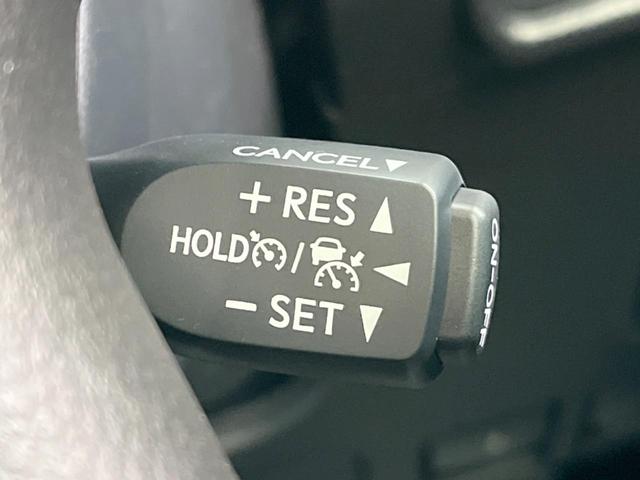 CANCEL▼
+ RES ▲
HOLD / ◀
− SET ▼
ON-OFF